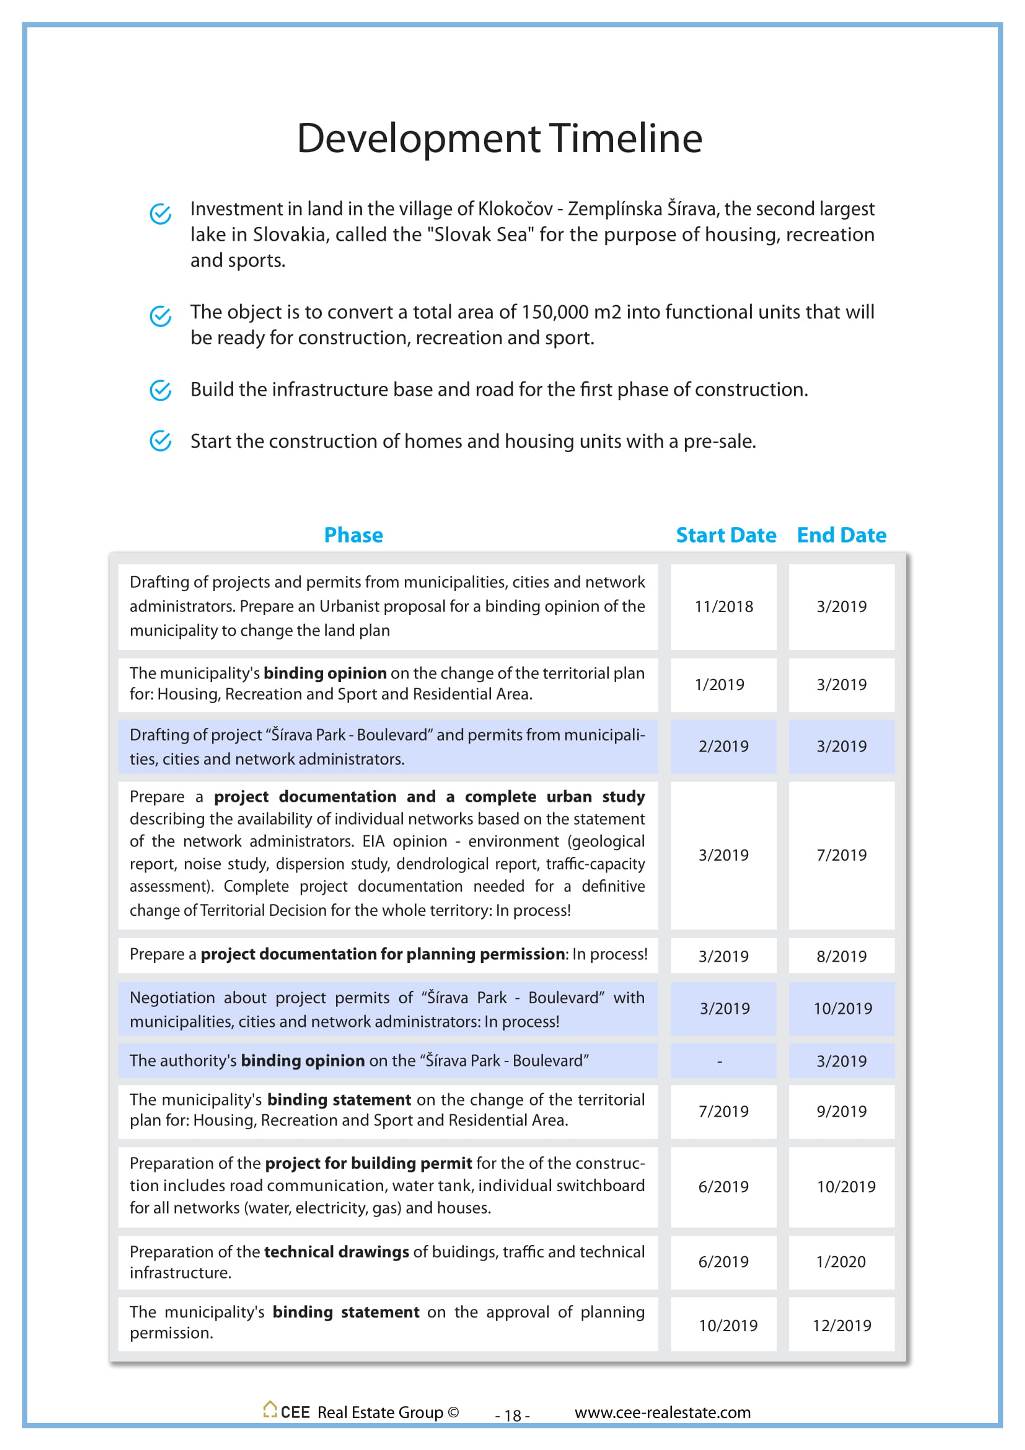 Development Timeline
Investment in land in the village of Klokočov - Zemplínska Šírava, the second largest
lake in Slovakia, called the "Slovak Sea" for the purpose of housing, recreation
and sports.
The object is to convert a total area of 150,000 m2 into functional units that will
be ready for construction, recreation and sport.
Build the infrastructure base and road for the first phase of construction.
Start the construction of homes and housing units with a pre-sale.
Phase Start Date End Date
Drafting of projects and permits from municipalities, cities and network
administrators. Prepare an Urbanist proposal for a binding opinion of the
municipality to change the land plan
11/2018 3/2019
The municipality's binding opinion on the change of the territorial plan
for: Housing, Recreation and Sport and Residential Area.
1/2019 3/2019
Drafting of project “Šírava Park - Boulevard” and permits from municipali-
ties, cities and network administrators.
2/2019 3/2019
Prepare a project documentation and a complete urban study
describing the availability of individual networks based on the statement
of the network administrators. EIA opinion - environment (geological
report, noise study, dispersion study, dendrological report, traffic-capacity
assessment). Complete project documentation needed for a definitive
change of Territorial Decision for the whole territory: In process!
3/2019 7/2019
Prepare a project documentation for planning permission: In process! 3/2019 8/2019
Negotiation about project permits of “Šírava Park - Boulevard” with
municipalities, cities and network administrators: In process!
3/2019 10/2019
The authority's binding opinion on the “Šírava Park - Boulevard” - 3/2019
The municipality's binding statement on the change of the territorial
plan for: Housing, Recreation and Sport and Residential Area.
7/2019 9/2019
Preparation of the project for building permit for the of the construc-
tion includes road communication, water tank, individual switchboard
for all networks (water, electricity, gas) and houses.
6/2019 10/2019
Preparation of the technical drawings of buidings, traffic and technical
infrastructure.
6/2019 1/2020
The municipality's binding statement on the approval of planning
permission.
10/2019 12/2019
CEE Real Estate Group © - 18 - www.cee-realestate.com